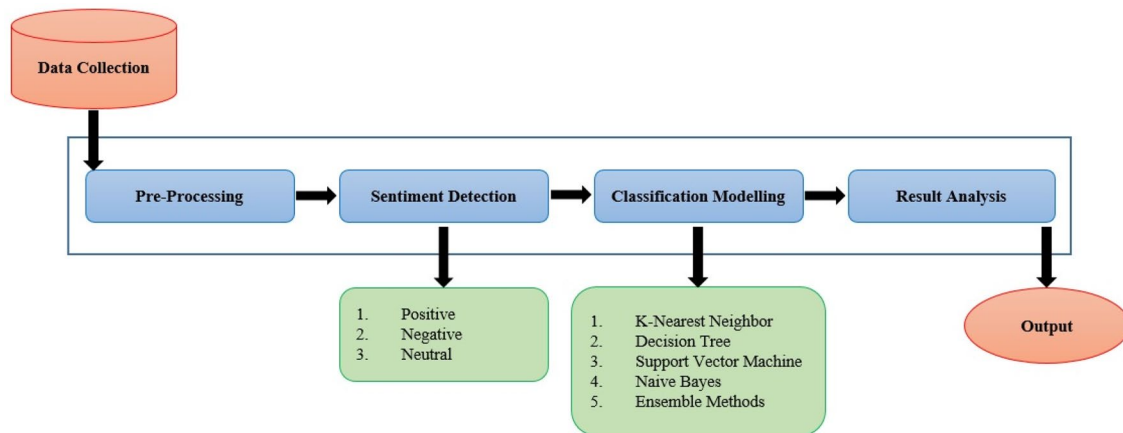 Data Collection
Pre-Processing
Sentiment Detection
Classification Modelling
Result Analysis
1. Positive
2. Negative
3. Neutral
1. K-Nearest Neighbor
2. Decision Tree
3. Support Vector Machine
4. Naive Bayes
5. Ensemble Methods
Output